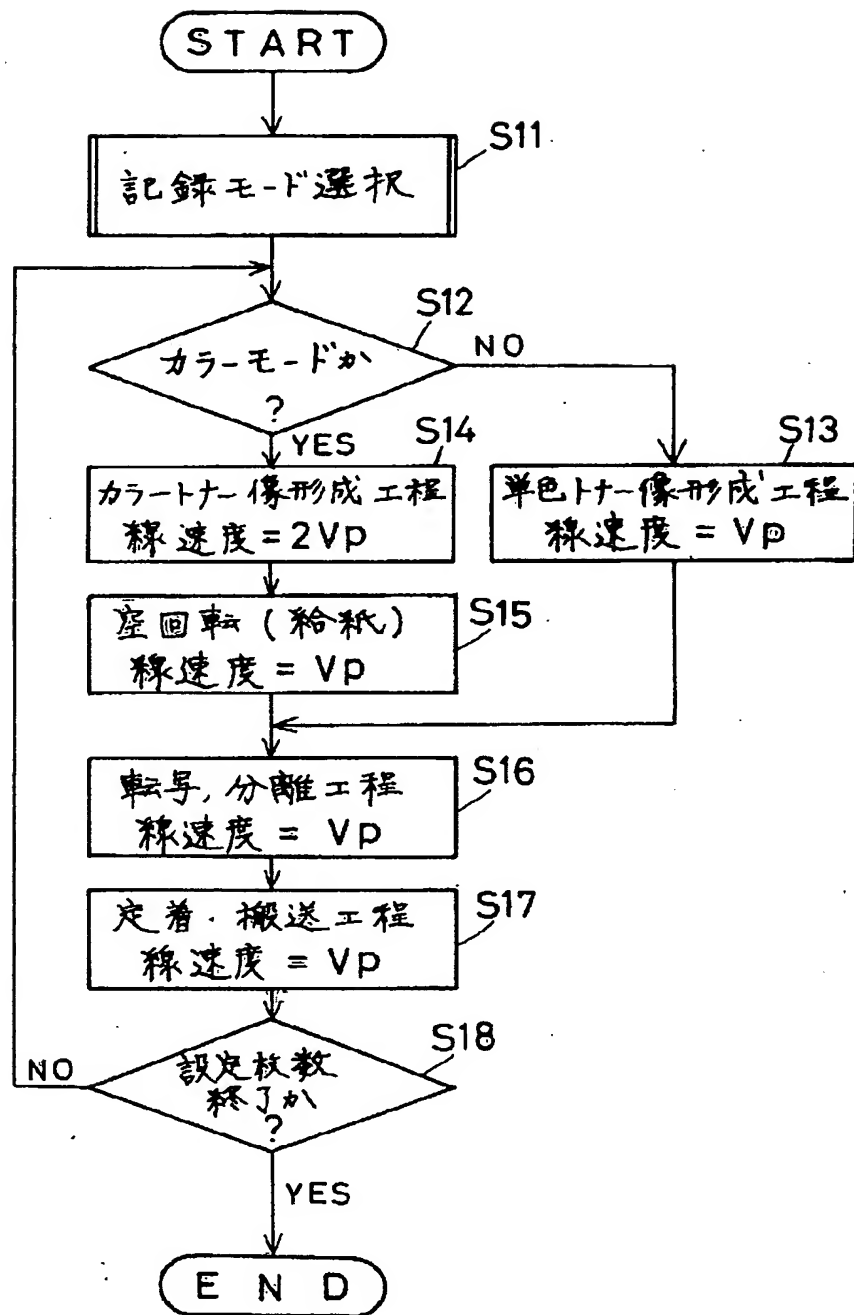 START
S11
記録モード選択
S12
カラーモードか
?
NO
YES
S14
カラートナー像形成工程
線速度=2Vp
S13
単色トナー像形成工程
線速度 = Vp
S15
空回転(給紙)
線速度 = Vp
S16
転写,分離工程
線速度 = Vp
S17
定着・搬送工程
線速度 = Vp
S18
設定枚数
終了か
?
NO
YES
END